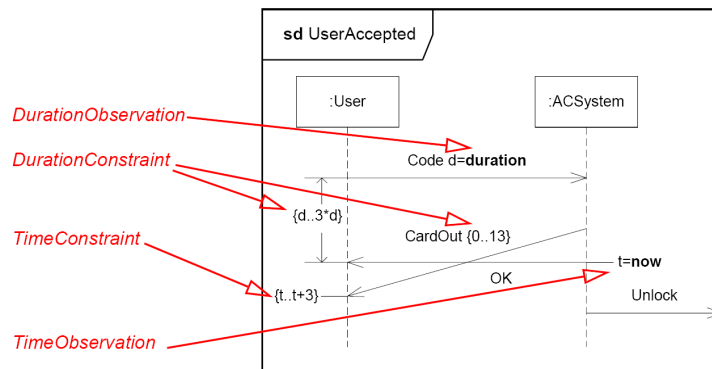 sd UserAccepted
:User
:ACSystem
DurationObservation
Code d=duration
DurationConstraint
{d..3*d}
CardOut {0..13}
TimeConstraint
t=now
OK
{t..t+3}
Unlock
TimeObservation